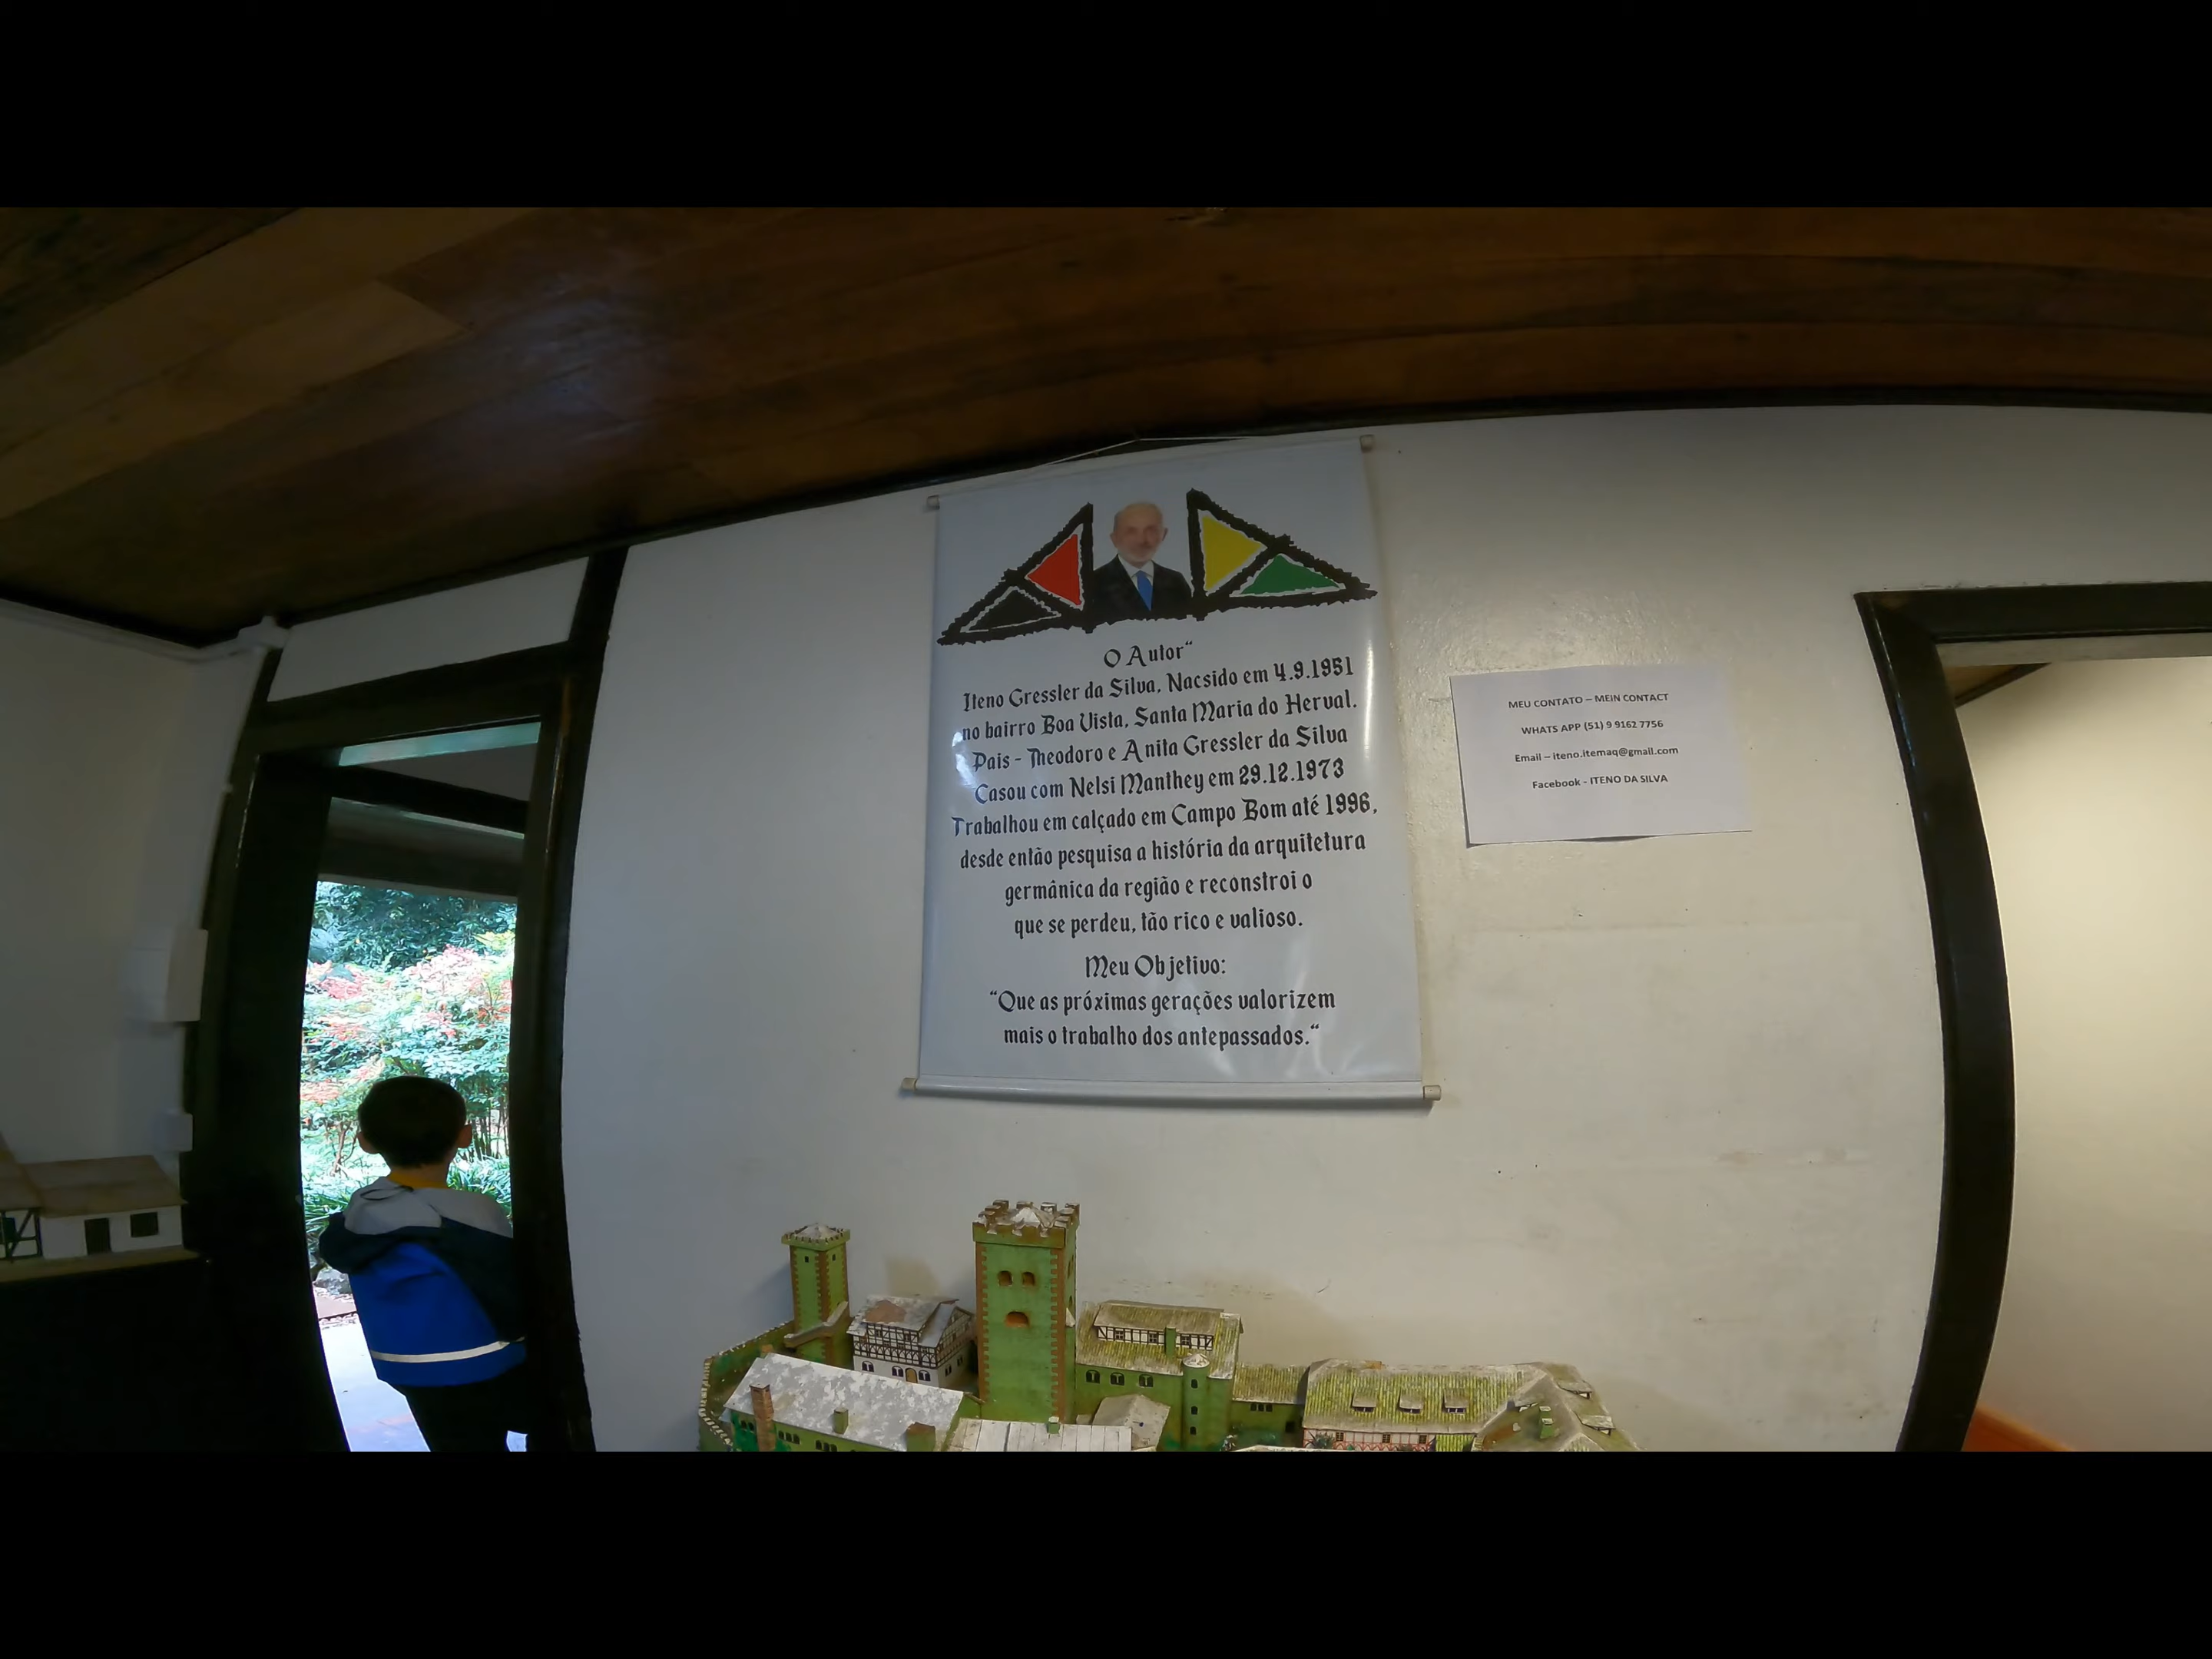 O Autor“
Iteno Gressler da Silva. Nacsido em 4.9.1951
no bairro Boa Vista, Santa Maria do Herval.
Pais - Theodoro e Anita Gressler da Silva
Casou com Nelsi Manthey em 29.12.1973
Trabalhou em calçado em Campo Bom até 1996,
desde então pesquisa a história da arquitetura
germânica da região e reconstroi o
que se perdeu, tão rico e valioso.
Meu Objetivo:
“Que as próximas gerações valorizem
mais o trabalho dos antepassados.“
MEU CONTATO – MEIN CONTACT
WHATS APP (51) 9 9162 7756
Email – iteno.itemaq@gmail.com
Facebook - ITENO DA SILVA